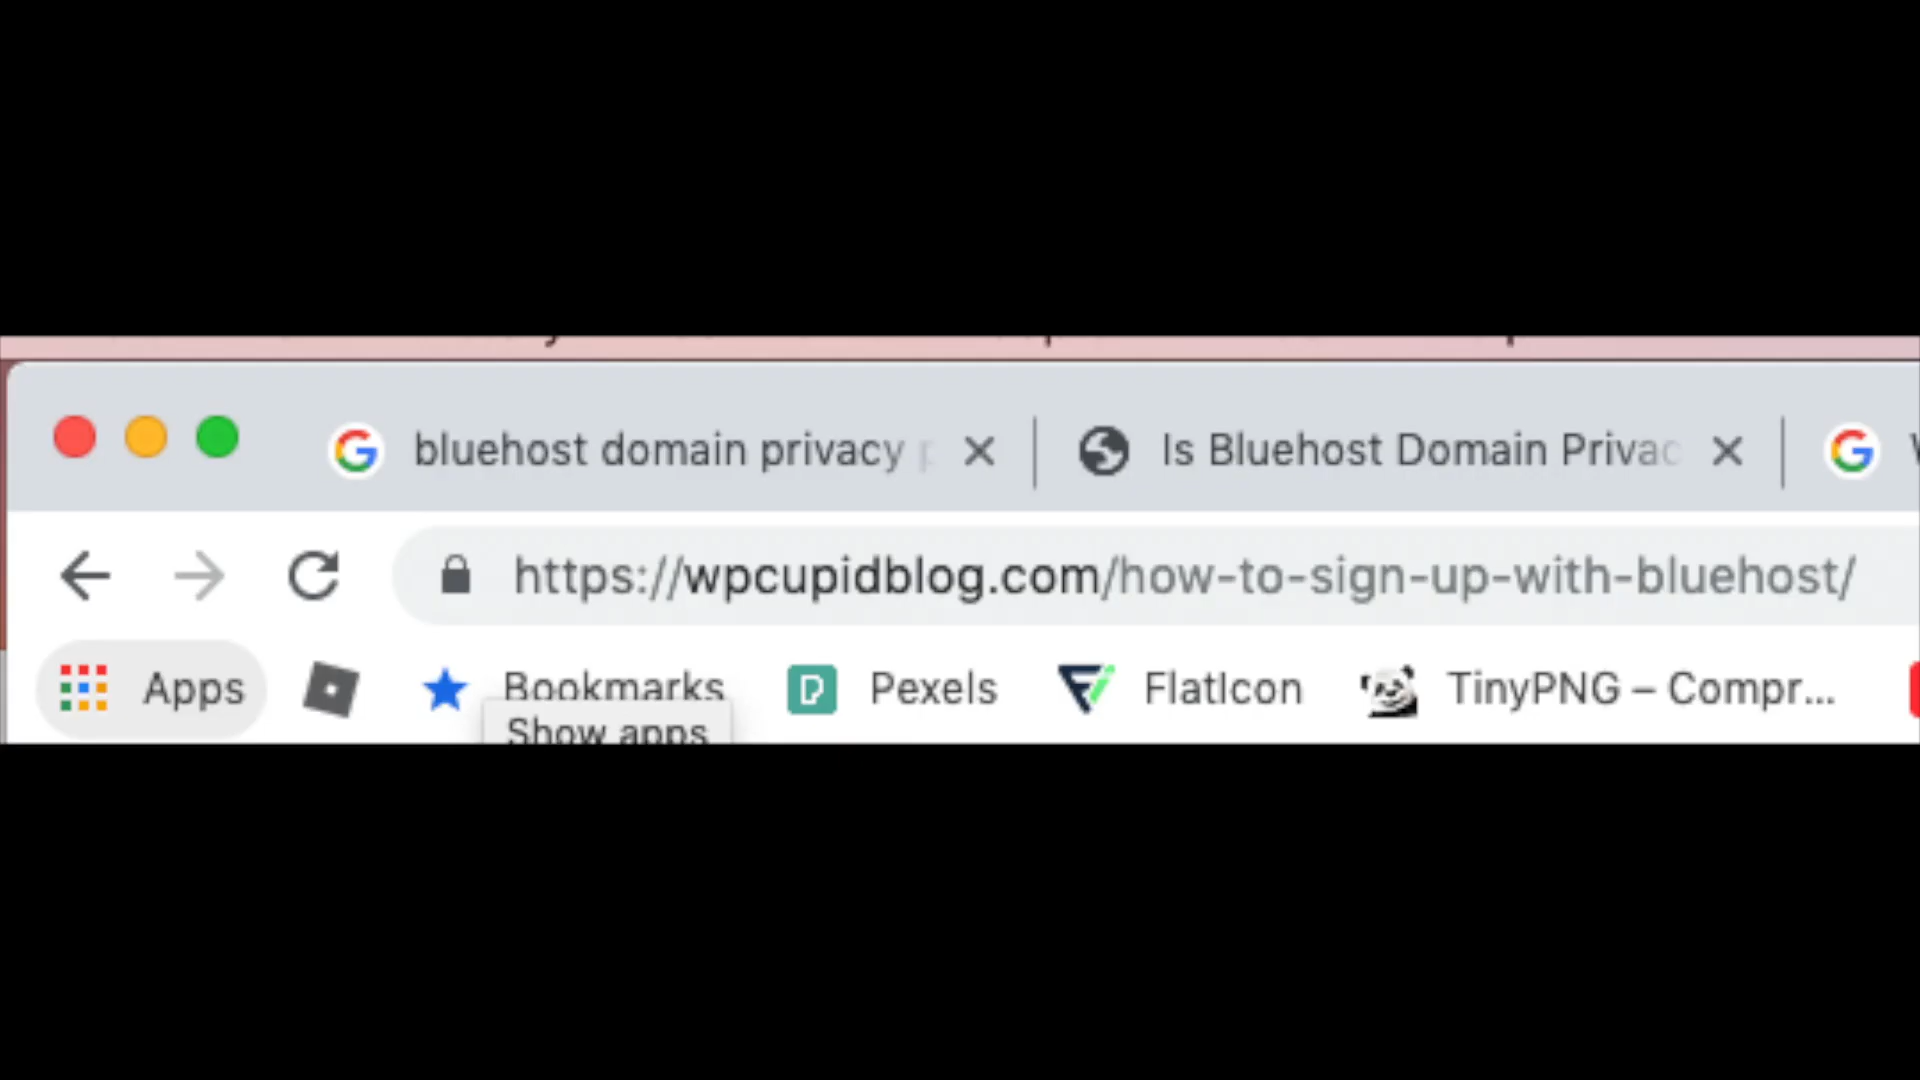 bluehost domain privacy
Is Bluehost Domain Privac
https://wpcupidblog.com/how-to-sign-up-with-bluehost/
Apps Bookmarks Pexels FlatIcon TinyPNG – Compr...
Show apps